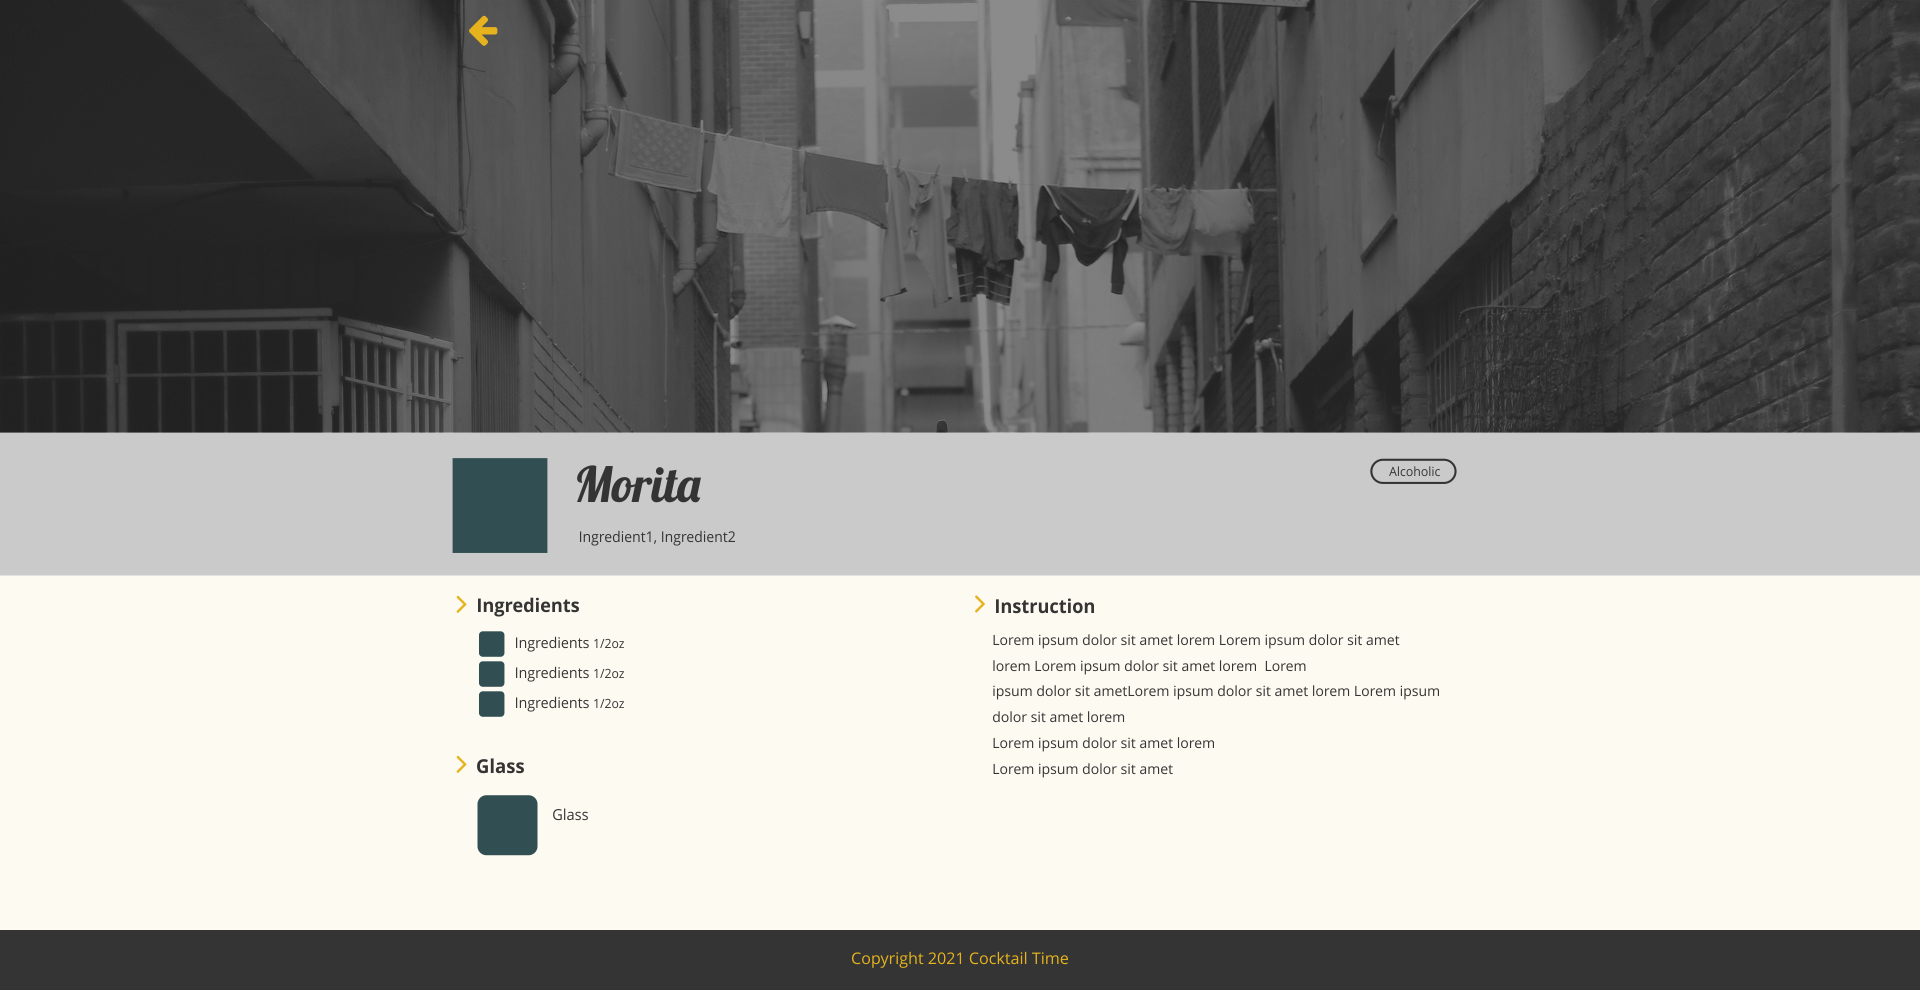 Morita
Alcoholic
Ingredient1, Ingredient2
Ingredients
Ingredients 1/2oz
Ingredients 1/2oz
Ingredients 1/2oz
Glass
Glass
Instruction
Lorem ipsum dolor sit amet lorem Lorem ipsum dolor sit amet
lorem Lorem ipsum dolor sit amet lorem  Lorem
ipsum dolor sit ametLorem ipsum dolor sit amet lorem Lorem ipsum
dolor sit amet lorem
Lorem ipsum dolor sit amet lorem
Lorem ipsum dolor sit amet
Copyright 2021 Cocktail Time